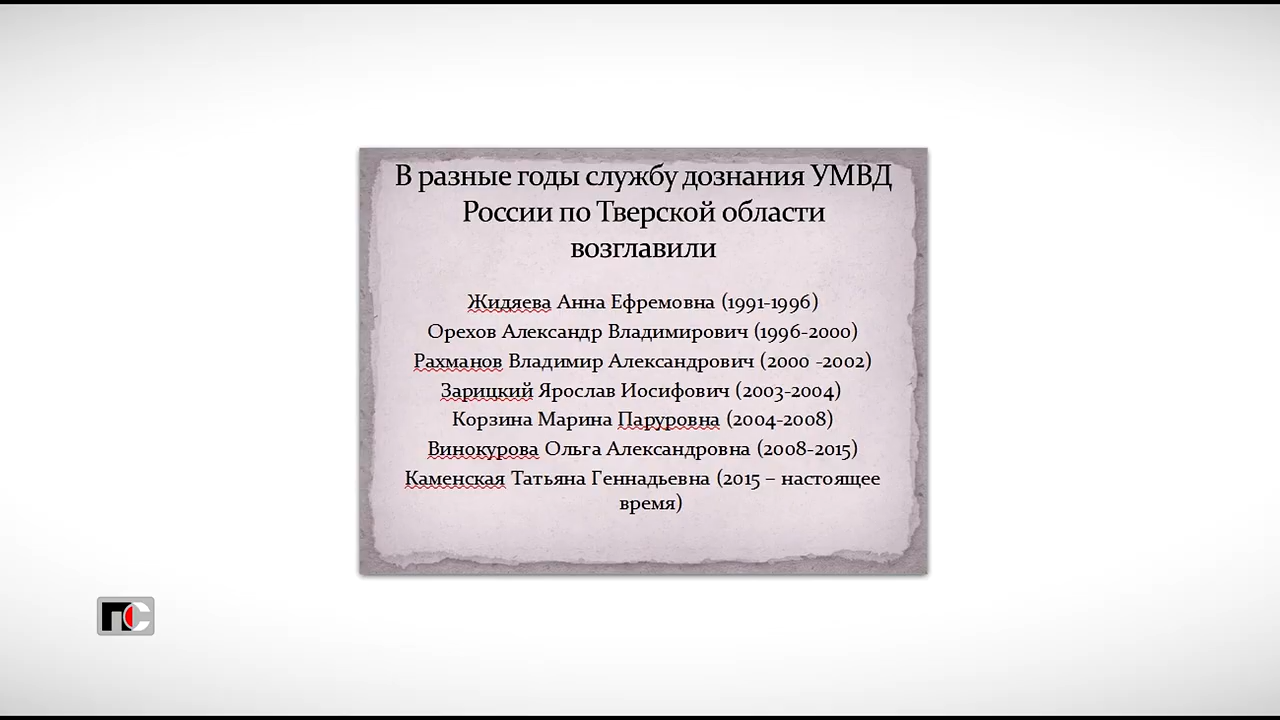 В разные годы службу дознания УМВД
России по Тверской области
возглавили
Жидяева Анна Ефремовна (1991-1996)
Орехов Александр Владимирович (1996-2000)
Рахманов Владимир Александрович (2000 -2002)
Зарицкий Ярослав Иосифович (2003-2004)
Корзина Марина Паруровна (2004-2008)
Винокурова Ольга Александровна (2008-2015)
Каменская Татьяна Геннадьевна (2015 – настоящее
время)
ПС